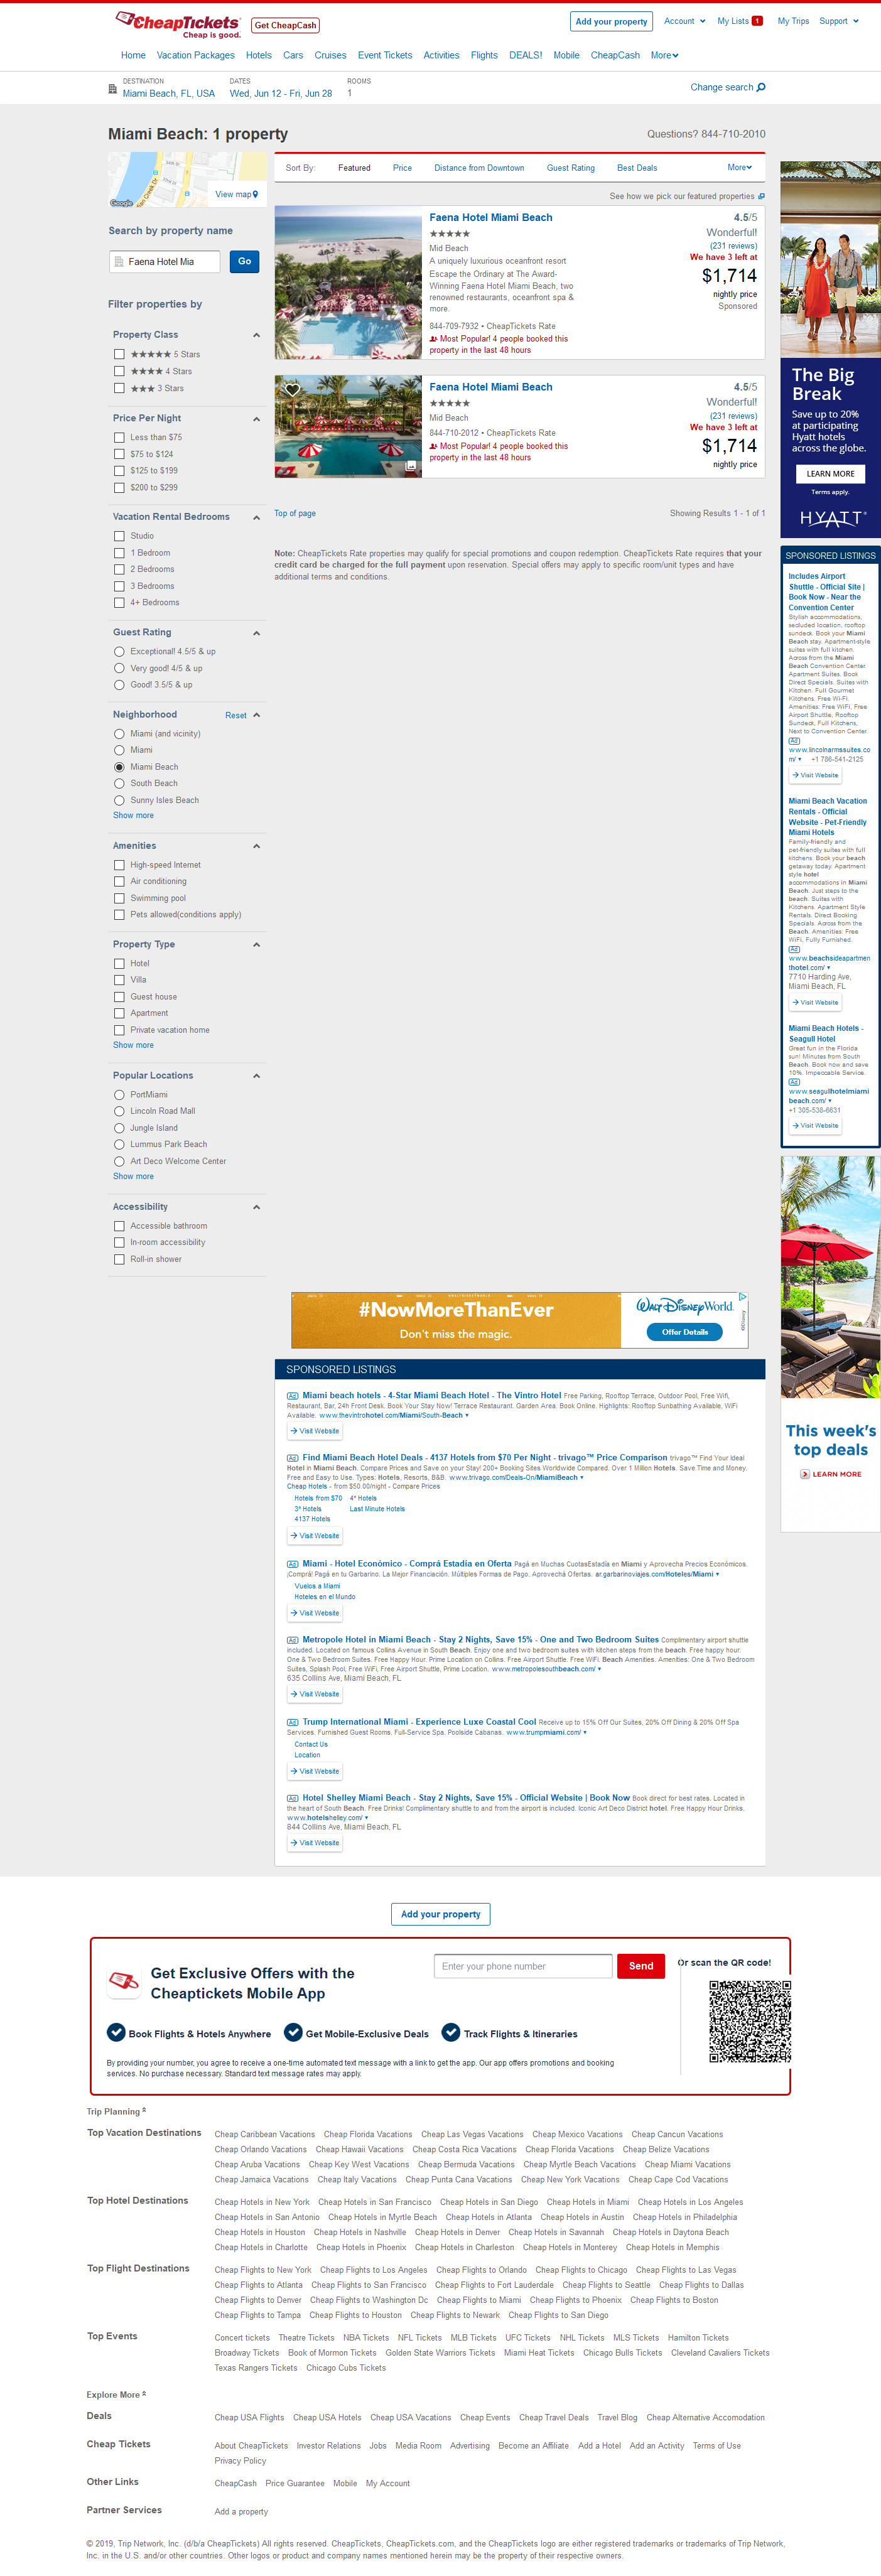 CheapTickets
Cheap is good.
Get CheapCash
Add your property
Account
My Lists 1
My Trips
Support
Home Vacation Packages Hotels Cars Cruises Event Tickets Activities Flights DEALS! Mobile CheapCash More
DESTINATION
Miami Beach, FL, USA
DATES
Wed, Jun 12 - Fri, Jun 28
ROOMS
1
Change search
Miami Beach: 1 property
Questions? 844-710-2010
Google
View map
Search by property name
Faena Hotel Mia
Go
Filter properties by
Property Class
★★★★★ 5 Stars
★★★★ 4 Stars
★★★ 3 Stars
Price Per Night
Less than $75
$75 to $124
$125 to $199
$200 to $299
Vacation Rental Bedrooms
Studio
1 Bedroom
2 Bedrooms
3 Bedrooms
4+ Bedrooms
Guest Rating
Exceptional! 4.5/5 & up
Very good! 4/5 & up
Good! 3.5/5 & up
Neighborhood
Reset
Miami (and vicinity)
Miami
Miami Beach
South Beach
Sunny Isles Beach
Show more
Amenities
High-speed Internet
Air conditioning
Swimming pool
Pets allowed(conditions apply)
Property Type
Hotel
Villa
Guest house
Apartment
Private vacation home
Show more
Popular Locations
PortMiami
Lincoln Road Mall
Jungle Island
Lummus Park Beach
Art Deco Welcome Center
Show more
Accessibility
Accessible bathroom
In-room accessibility
Roll-in shower
Sort By: Featured Price Distance from Downtown Guest Rating Best Deals More
See how we pick our featured properties
Faena Hotel Miami Beach
★★★★★
Mid Beach
A uniquely luxurious oceanfront resort
Escape the Ordinary at The Award-
Winning Faena Hotel Miami Beach, two
renowned restaurants, oceanfront spa &
more.
844-709-7932 • CheapTickets Rate
Most Popular! 4 people booked this
property in the last 48 hours
4.5/5
Wonderful!
(231 reviews)
We have 3 left at
$1,714
nightly price
Sponsored
Faena Hotel Miami Beach
★★★★★
Mid Beach
844-710-2012 • CheapTickets Rate
Most Popular! 4 people booked this
property in the last 48 hours
4.5/5
Wonderful!
(231 reviews)
We have 3 left at
$1,714
nightly price
Top of page
Showing Results 1 - 1 of 1
Note: CheapTickets Rate properties may qualify for special promotions and coupon redemption. CheapTickets Rate requires that your
credit card be charged for the full payment upon reservation. Special offers may apply to specific room/unit types and have
additional terms and conditions.
The Big
Break
Save up to 20%
at participating
Hyatt hotels
across the globe.
LEARN MORE
Terms apply.
HYATT
SPONSORED LISTINGS
Includes Airport
Shuttle - Official Site |
Book Now - Near the
Convention Center
Stylish accommodations,
secluded location, rooftop
sundeck. Book your Miami
Beach stay. Apartment-style
suites with full kitchen.
Across from the Miami
Beach Convention Center.
Apartment Suites. Book
Direct Specials. Suites with
Kitchen. Full Gourmet
Kitchens. Free Wi-Fi.
Amenities: Free WiFi, Free
Airport Shuttle, Rooftop
Sundeck, Full Kitchens,
Next to Convention Center.
Ad
www.lincolnarmssuites.co
m/ ▼ +1 786-541-2125
Visit Website
Miami Beach Vacation
Rentals - Official
Website - Pet-Friendly
Miami Hotels
Family-friendly and
pet-friendly suites with full
kitchens. Book your beach
getaway today. Apartment
style hotel
accommodations in Miami
Beach. Just steps to the
beach. Suites with
Kitchens. Apartment Style
Rentals. Direct Booking
Specials. Across from the
Beach. Amenities: Free
WiFi, Fully Furnished.
Ad
www.beachsideapartmen
thotel.com/ ▼
7710 Harding Ave,
Miami Beach, FL
Visit Website
Miami Beach Hotels -
Seagull Hotel
Great fun in the Florida
sun! Minutes from South
Beach. Book now and save
10%. Impeccable Service.
Ad
www.seagullhotelmiami
beach.com/ ▼
+1 305-538-6631
Visit Website
This week's
top deals
LEARN MORE
#NowMoreThanEver
Don't miss the magic.
Walt Disney World.
Offer Details
©Disney
SPONSORED LISTINGS
Ad Miami beach hotels - 4-Star Miami Beach Hotel - The Vintro Hotel Free Parking, Rooftop Terrace, Outdoor Pool, Free Wifi,
Restaurant, Bar, 24h Front Desk. Book Your Stay Now! Terrace Restaurant. Garden Area. Book Online. Highlights: Rooftop Sunbathing Available, WiFi
Available. www.thevintrohotel.com/Miami/South-Beach ▼
Visit Website
Ad Find Miami Beach Hotel Deals - 4137 Hotels from $70 Per Night - trivago™ Price Comparison trivago™ Find Your Ideal
Hotel in Miami Beach. Compare Prices and Save on your Stay! 200+ Booking Sites Worldwide Compared. Over 1 Million Hotels. Save Time and Money.
Free and Easy to Use. Types: Hotels, Resorts, B&B. www.trivago.com/Deals-On/MiamiBeach ▼
Cheap Hotels - from $50.00/night - Compare Prices
Hotels from $70 4* Hotels
3* Hotels Last Minute Hotels
4137 Hotels
Visit Website
Ad Miami - Hotel Económico - Comprá Estadía en Oferta Pagá en Muchas CuotasEstadía en Miami y Aprovecha Precios Económicos.
¡Comprá! Pagá en tu Garbarino. La Mejor Financiación. Múltiples Formas de Pago. Aprovechá Ofertas. ar.garbarinoviajes.com/Hoteles/Miami ▼
Vuelos a Miami
Hoteles en el Mundo
Visit Website
Ad Metropole Hotel in Miami Beach - Stay 2 Nights, Save 15% - One and Two Bedroom Suites Complimentary airport shuttle
included. Located on famous Collins Avenue in South Beach. Enjoy one and two bedroom suites with kitchen steps from the beach. Free happy hour.
One & Two Bedroom Suites. Free Happy Hour. Prime Location on Collins. Free Airport Shuttle. Free WiFi. Beach Amenities. Amenities: One & Two Bedroom
Suites, Splash Pool, Free WiFi, Free Airport Shuttle, Prime Location. www.metropolesouthbeach.com/ ▼
635 Collins Ave, Miami Beach, FL
Visit Website
Ad Trump International Miami - Experience Luxe Coastal Cool Receive up to 15% Off Our Suites, 20% Off Dining & 20% Off Spa
Services. Furnished Guest Rooms. Full-Service Spa. Poolside Cabanas. www.trumpmiami.com/ ▼
Contact Us
Location
Visit Website
Ad Hotel Shelley Miami Beach - Stay 2 Nights, Save 15% - Official Website | Book Now Book direct for best rates. Located in
the heart of South Beach. Free Drinks! Complimentary shuttle to and from the airport is included. Iconic Art Deco District hotel. Free Happy Hour Drinks.
www.hotelshelley.com/ ▼
844 Collins Ave, Miami Beach, FL
Visit Website
Add your property
Get Exclusive Offers with the
Cheaptickets Mobile App
Enter your phone number
Send
Or scan the QR code!
Book Flights & Hotels Anywhere
Get Mobile-Exclusive Deals
Track Flights & Itineraries
By providing your number, you agree to receive a one-time automated text message with a link to get the app. Our app offers promotions and booking
services. No purchase necessary. Standard text message rates may apply.
Trip Planning
Top Vacation Destinations
Cheap Caribbean Vacations Cheap Florida Vacations Cheap Las Vegas Vacations Cheap Mexico Vacations Cheap Cancun Vacations
Cheap Orlando Vacations Cheap Hawaii Vacations Cheap Costa Rica Vacations Cheap Florida Vacations Cheap Belize Vacations
Cheap Aruba Vacations Cheap Key West Vacations Cheap Bermuda Vacations Cheap Myrtle Beach Vacations Cheap Miami Vacations
Cheap Jamaica Vacations Cheap Italy Vacations Cheap Punta Cana Vacations Cheap New York Vacations Cheap Cape Cod Vacations
Top Hotel Destinations
Cheap Hotels in New York Cheap Hotels in San Francisco Cheap Hotels in San Diego Cheap Hotels in Miami Cheap Hotels in Los Angeles
Cheap Hotels in San Antonio Cheap Hotels in Myrtle Beach Cheap Hotels in Atlanta Cheap Hotels in Austin Cheap Hotels in Philadelphia
Cheap Hotels in Houston Cheap Hotels in Nashville Cheap Hotels in Denver Cheap Hotels in Savannah Cheap Hotels in Daytona Beach
Cheap Hotels in Charlotte Cheap Hotels in Phoenix Cheap Hotels in Charleston Cheap Hotels in Monterey Cheap Hotels in Memphis
Top Flight Destinations
Cheap Flights to New York Cheap Flights to Los Angeles Cheap Flights to Orlando Cheap Flights to Chicago Cheap Flights to Las Vegas
Cheap Flights to Atlanta Cheap Flights to San Francisco Cheap Flights to Fort Lauderdale Cheap Flights to Seattle Cheap Flights to Dallas
Cheap Flights to Denver Cheap Flights to Washington Dc Cheap Flights to Miami Cheap Flights to Phoenix Cheap Flights to Boston
Cheap Flights to Tampa Cheap Flights to Houston Cheap Flights to Newark Cheap Flights to San Diego
Top Events
Concert tickets Theatre Tickets NBA Tickets NFL Tickets MLB Tickets UFC Tickets NHL Tickets MLS Tickets Hamilton Tickets
Broadway Tickets Book of Mormon Tickets Golden State Warriors Tickets Miami Heat Tickets Chicago Bulls Tickets Cleveland Cavaliers Tickets
Texas Rangers Tickets Chicago Cubs Tickets
Explore More
Deals
Cheap USA Flights Cheap USA Hotels Cheap USA Vacations Cheap Events Cheap Travel Deals Travel Blog Cheap Alternative Accomodation
Cheap Tickets
About CheapTickets Investor Relations Jobs Media Room Advertising Become an Affiliate Add a Hotel Add an Activity Terms of Use
Privacy Policy
Other Links
CheapCash Price Guarantee Mobile My Account
Partner Services
Add a property
© 2019, Trip Network, Inc. (d/b/a CheapTickets) All rights reserved. CheapTickets, CheapTickets.com, and the CheapTickets logo are either registered trademarks or trademarks of Trip Network,
Inc. in the U.S. and/or other countries. Other logos or product and company names mentioned herein may be the property of their respective owners.